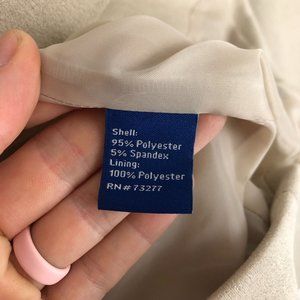 Shell:
95% Polyester
5% Spandex
Lining:
100% Polyester
RN# 73277